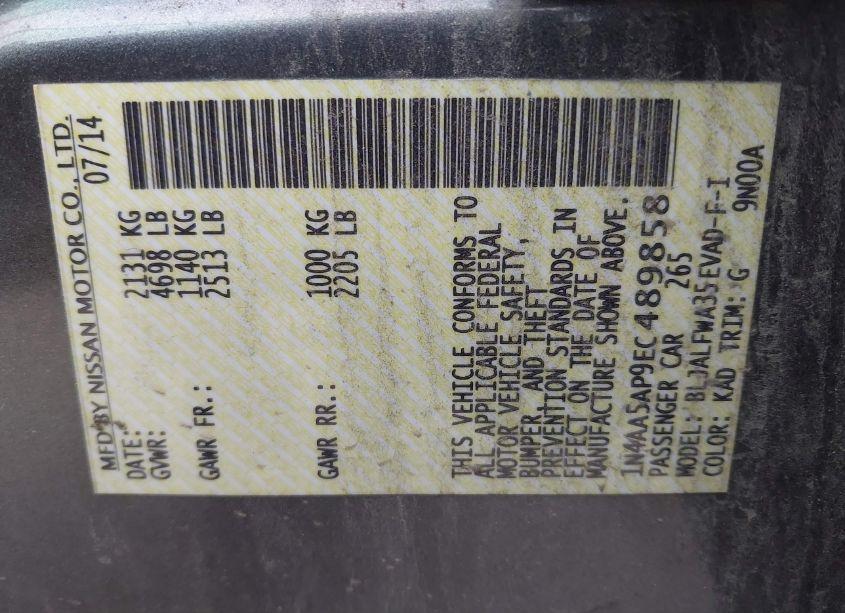 MFD BY NISSAN MOTOR CO., LTD.
DATE: 07/14
GVWR: 2131 KG
4698 LB
GAWR FR.: 1140 KG
2513 LB
GAWR RR.: 1000 KG
2205 LB
THIS VEHICLE CONFORMS TO
ALL APPLICABLE FEDERAL
MOTOR VEHICLE SAFETY,
BUMPER, AND THEFT
PREVENTION STANDARDS IN
EFFECT ON THE DATE OF
MANUFACTURE SHOWN ABOVE.
1N4AA5AP9EC489858
PASSENGER CAR 265
MODEL: BLJALFWA35EVAD-F-I
COLOR: KAD TRIM: G 9N00A